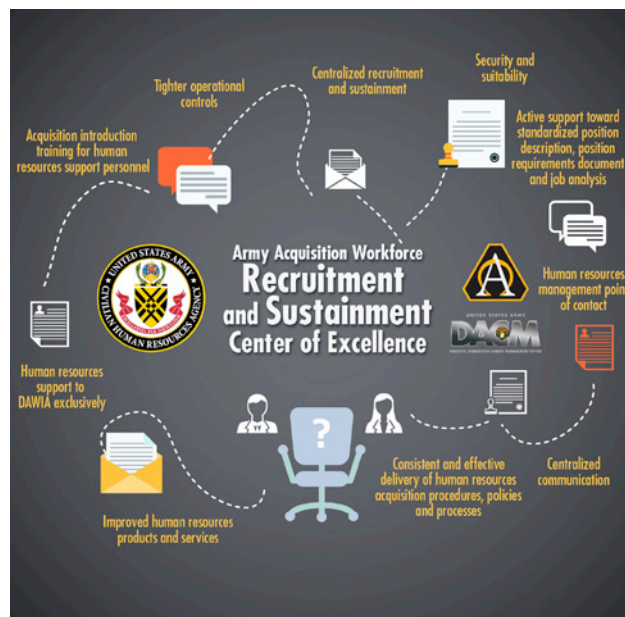 Security and
suitability
Centralized recruitment
and sustainment
Tighter operational
controls
Active support toward
standardized position
description, position
requirements document
and job analysis
Acquisition introduction
training for human
resources support personnel
Army Acquisition Workforce
Recruitment
and Sustainment
Center of Excellence
UNITED STATES ARMY
CIVILIAN HUMAN RESOURCES AGENCY
Human resources
management point
of contact
UNITED STATES ARMY
DACM
Human resources
support to
DAWIA exclusively
?
Consistent and effective
delivery of human resources
acquisition procedures, policies
and processes
Centralized
communication
Improved human resources
products and services